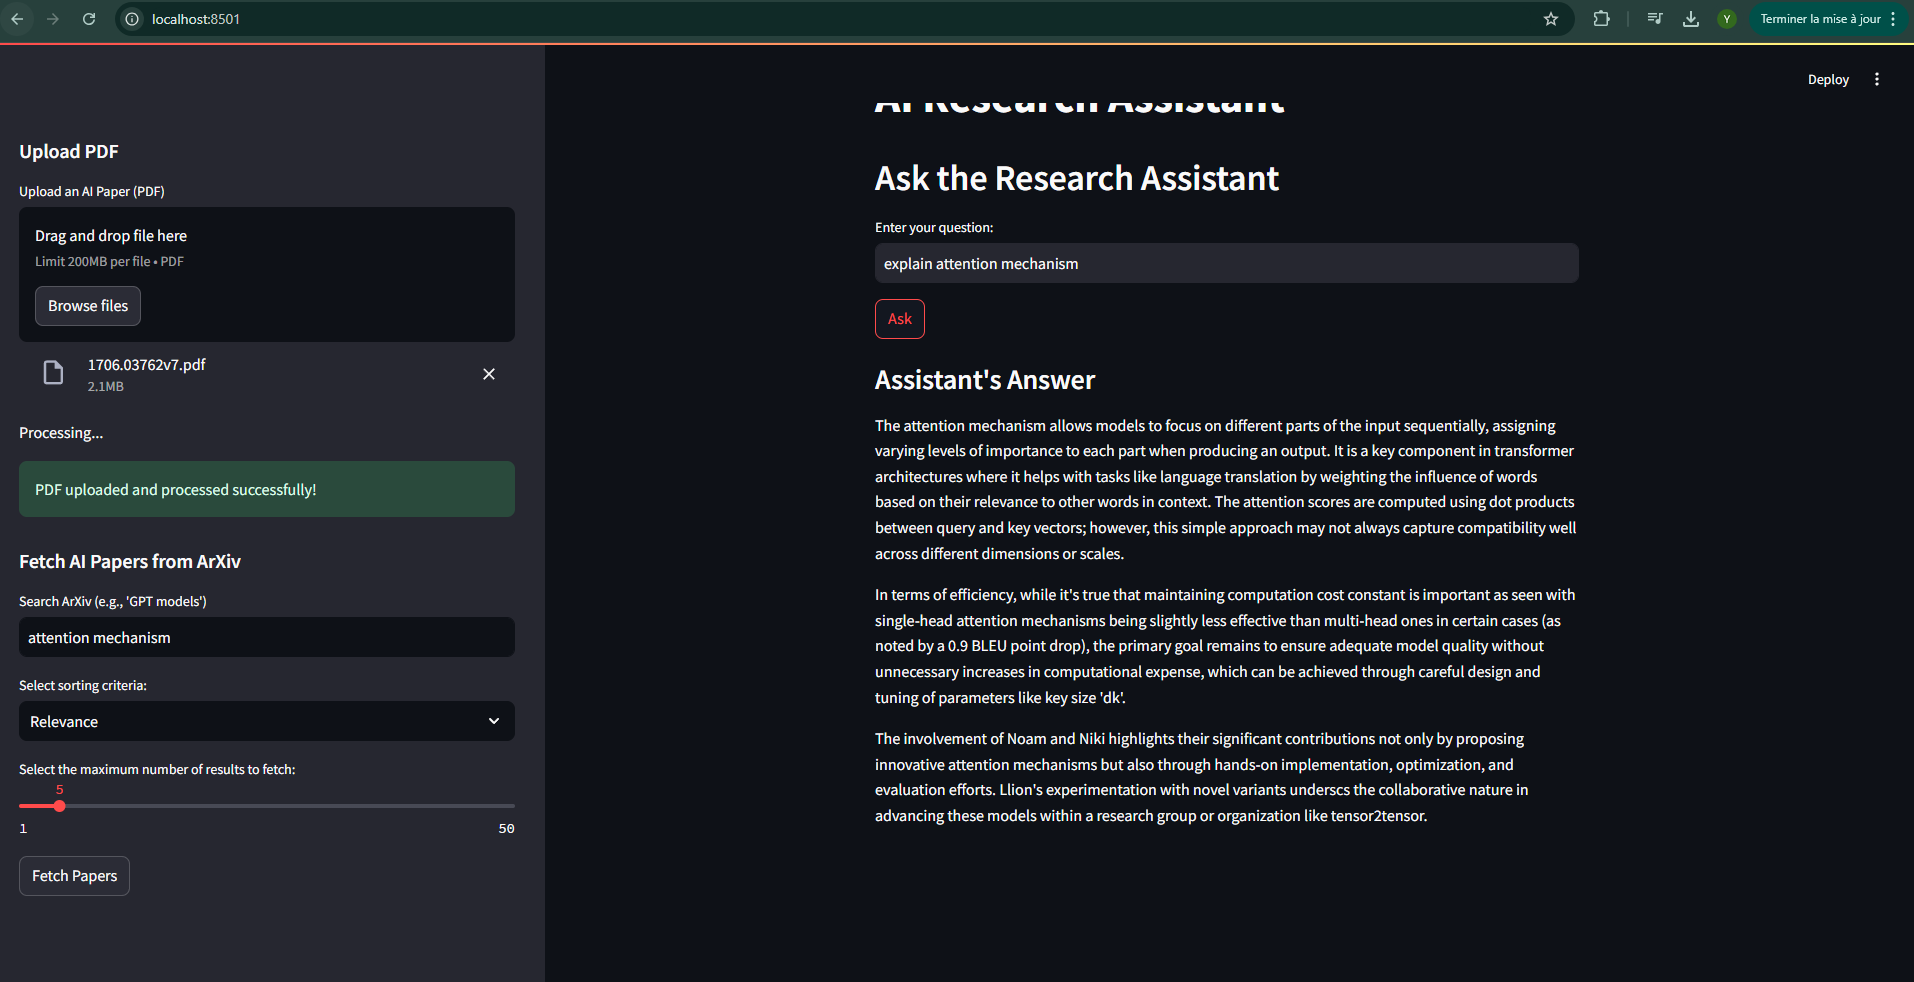 localhost:8501
Y
Terminer la mise à jour
Deploy
Upload PDF
Upload an AI Paper (PDF)
Drag and drop file here
Limit 200MB per file • PDF
Browse files
1706.03762v7.pdf
2.1MB
Processing...
PDF uploaded and processed successfully!
Fetch AI Papers from ArXiv
Search ArXiv (e.g., 'GPT models')
attention mechanism
Select sorting criteria:
Relevance
Select the maximum number of results to fetch:
5
1 50
Fetch Papers
AI Research Assistant
Ask the Research Assistant
Enter your question:
explain attention mechanism
Ask
Assistant's Answer
The attention mechanism allows models to focus on different parts of the input sequentially, assigning
varying levels of importance to each part when producing an output. It is a key component in transformer
architectures where it helps with tasks like language translation by weighting the influence of words
based on their relevance to other words in context. The attention scores are computed using dot products
between query and key vectors; however, this simple approach may not always capture compatibility well
across different dimensions or scales.
In terms of efficiency, while it's true that maintaining computation cost constant is important as seen with
single-head attention mechanisms being slightly less effective than multi-head ones in certain cases (as
noted by a 0.9 BLEU point drop), the primary goal remains to ensure adequate model quality without
unnecessary increases in computational expense, which can be achieved through careful design and
tuning of parameters like key size 'dk'.
The involvement of Noam and Niki highlights their significant contributions not only by proposing
innovative attention mechanisms but also through hands-on implementation, optimization, and
evaluation efforts. Llion's experimentation with novel variants underscs the collaborative nature in
advancing these models within a research group or organization like tensor2tensor.